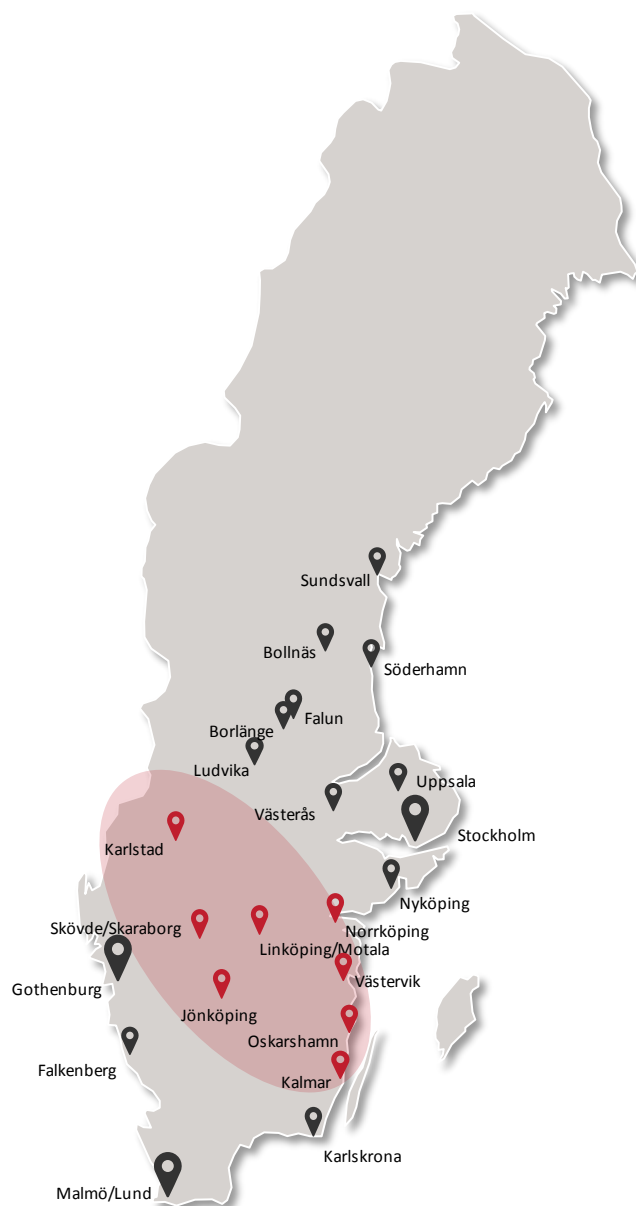 Sundsvall
Bollnäs
Söderhamn
Falun
Borlänge
Ludvika
Uppsala
Västerås
Stockholm
Karlstad
Nyköping
Skövde/Skaraborg
Norrköping
Linköping/Motala
Västervik
Gothenburg
Jönköping
Oskarshamn
Falkenberg
Kalmar
Karlskrona
Malmö/Lund